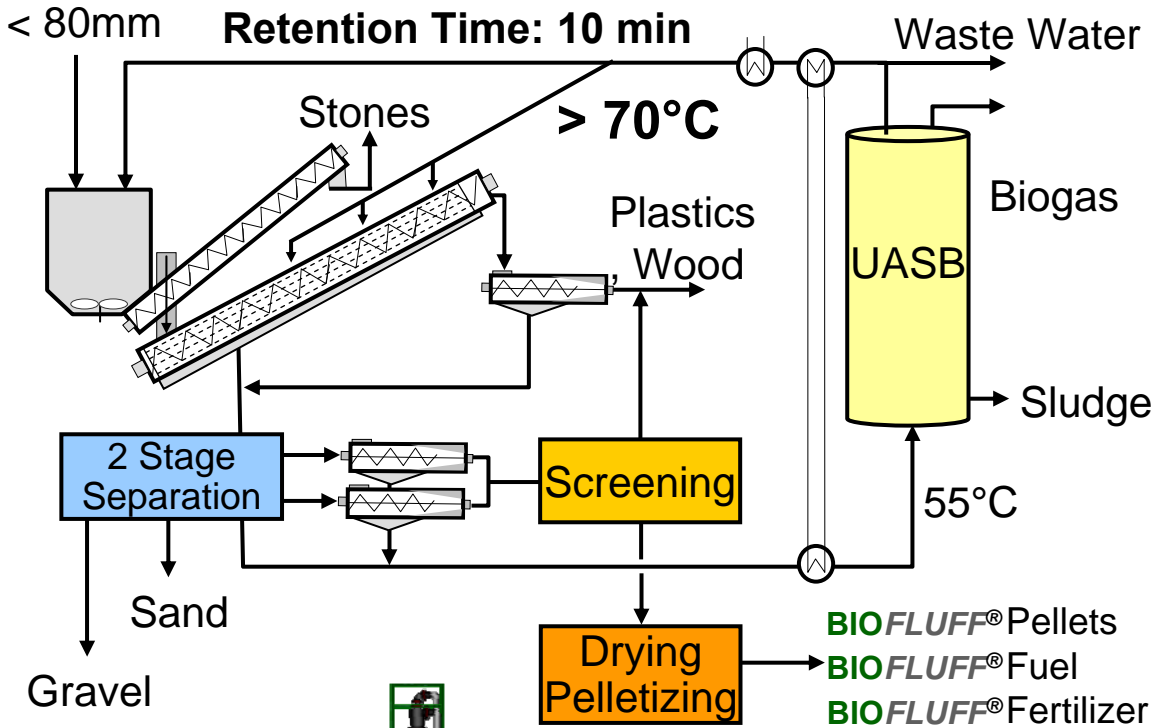 < 80mm
Retention Time: 10 min
Waste Water
Stones
> 70°C
Plastics
Wood
Biogas
UASB
Sludge
2 Stage
Separation
Screening
55°C
Sand
Gravel
Drying
Pelletizing
BIOFLUFF® Pellets
BIOFLUFF® Fuel
BIOFLUFF® Fertilizer